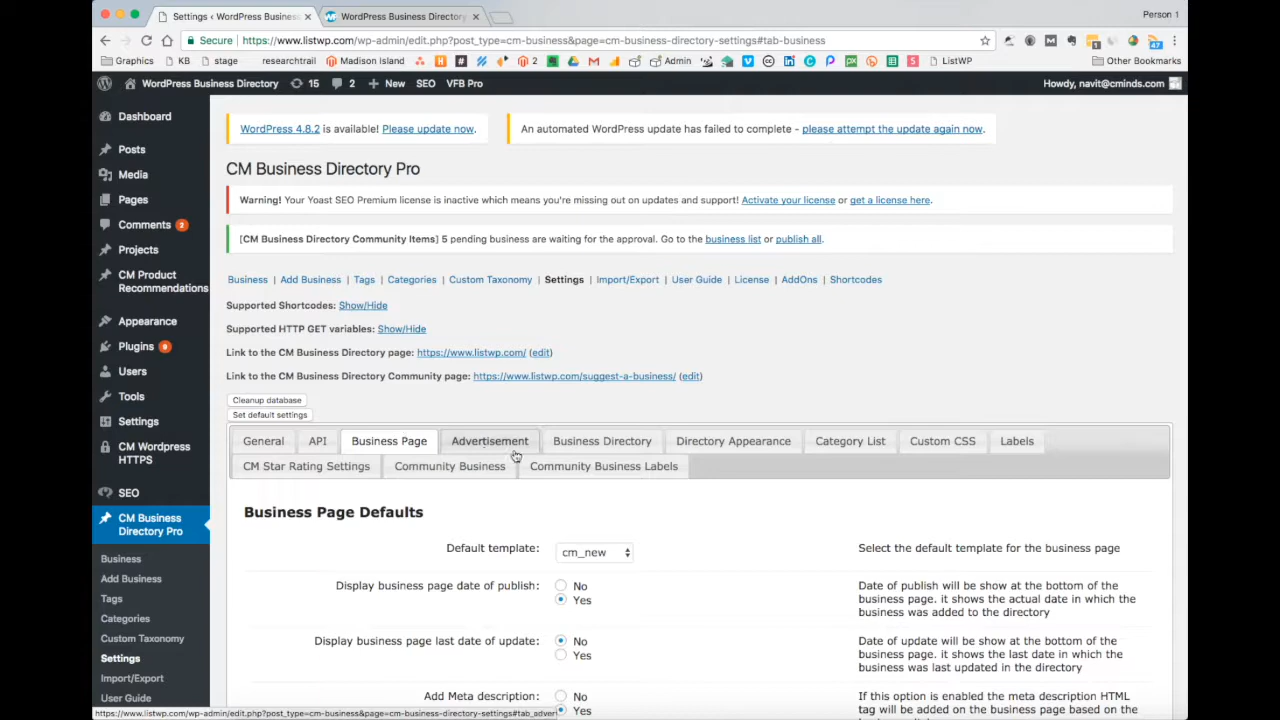 Settings ‹ WordPress Busines
WordPress Business Directory
Person 1
Secure
https://www.listwp.com/wp-admin/edit.php?post_type=cm-business&page=cm-business-directory-settings#tab-business
47
Graphics
KB
stage
researchtrail
Madison Island
2
Admin
ListWP
Other Bookmarks
WordPress Business Directory
15
2
New
SEO
VFB Pro
Howdy, navit@cminds.com
Dashboard
Posts
Media
Pages
Comments 2
Projects
CM Product
Recommendations
Appearance
Plugins 9
Users
Tools
Settings
CM Wordpress
HTTPS
SEO
CM Business
Directory Pro
Business
Add Business
Tags
Categories
Custom Taxonomy
Settings
Import/Export
User Guide
WordPress 4.8.2 is available! Please update now.
An automated WordPress update has failed to complete - please attempt the update again now.
CM Business Directory Pro
Warning! Your Yoast SEO Premium license is inactive which means you're missing out on updates and support! Activate your license or get a license here.
[CM Business Directory Community Items] 5 pending business are waiting for the approval. Go to the business list or publish all.
Business | Add Business | Tags | Categories | Custom Taxonomy | Settings | Import/Export | User Guide | License | AddOns | Shortcodes
Supported Shortcodes: Show/Hide
Supported HTTP GET variables: Show/Hide
Link to the CM Business Directory page: https://www.listwp.com/ (edit)
Link to the CM Business Directory Community page: https://www.listwp.com/suggest-a-business/ (edit)
Cleanup database
Set default settings
General
API
Business Page
Advertisement
Business Directory
Directory Appearance
Category List
Custom CSS
Labels
CM Star Rating Settings
Community Business
Community Business Labels
Business Page Defaults
Default template:
cm_new
Select the default template for the business page
Display business page date of publish:
No
Yes
Date of publish will be show at the bottom of the
business page. it shows the actual date in which the
business was added to the directory
Display business page last date of update:
No
Yes
Date of update will be show at the bottom of the
business page. it shows the last date in which the
business was last updated in the directory
Add Meta description:
No
Yes
If this option is enabled the meta description HTML
tag will be added on the business page based on the
https://www.listwp.com/wp-admin/edit.php?post_type=cm-business&page=cm-business-directory-settings#tab_adver